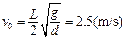 v₀ = L/2 √(g/d) = 2.5(m/s)